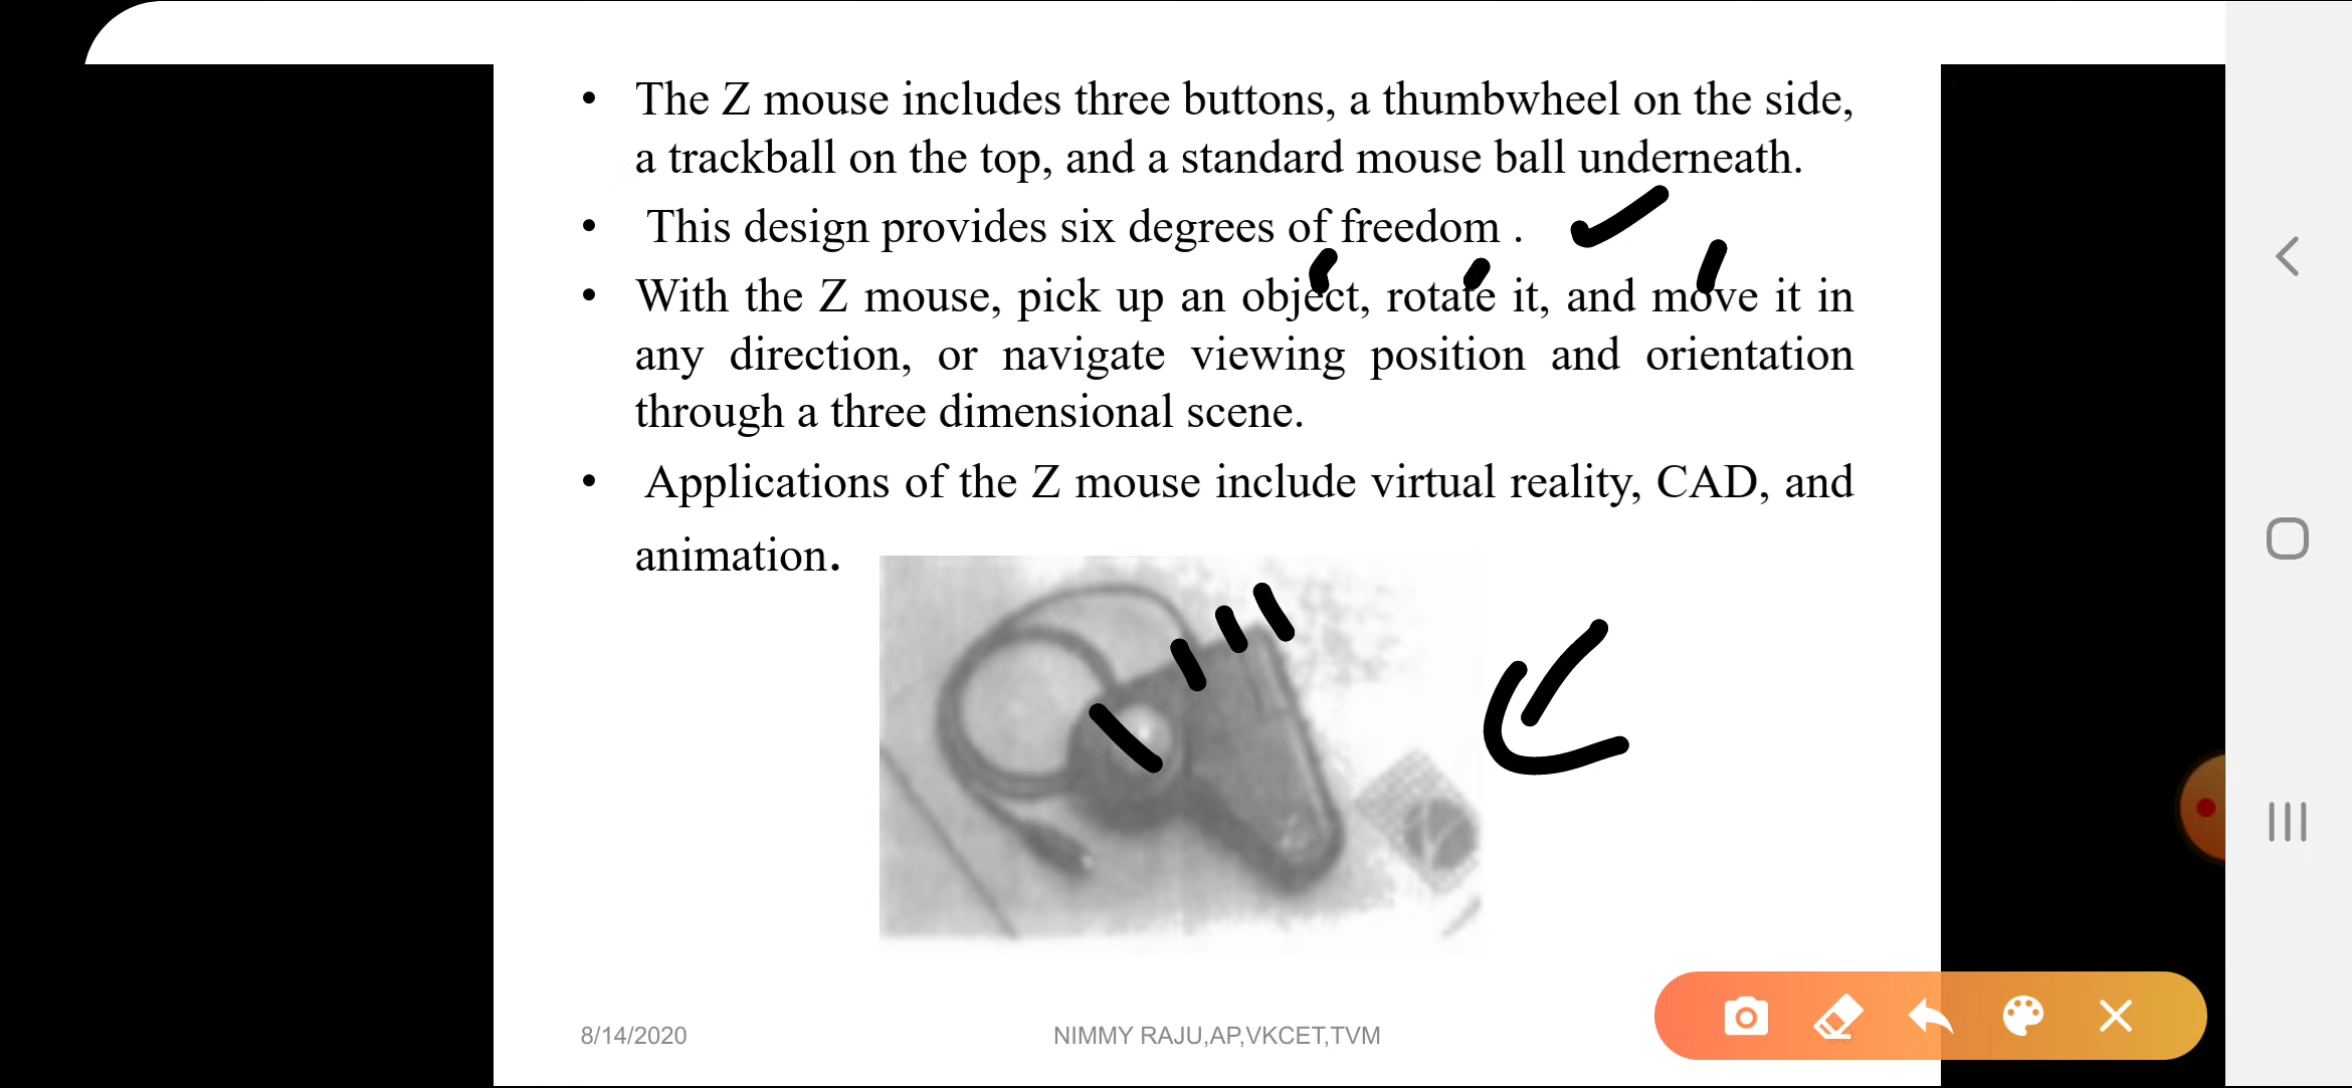 • The Z mouse includes three buttons, a thumbwheel on the side,
a trackball on the top, and a standard mouse ball underneath.
• This design provides six degrees of freedom .
• With the Z mouse, pick up an object, rotate it, and move it in
any direction, or navigate viewing position and orientation
through a three dimensional scene.
• Applications of the Z mouse include virtual reality, CAD, and
animation.
8/14/2020
NIMMY RAJU,AP,VKCET,TVM